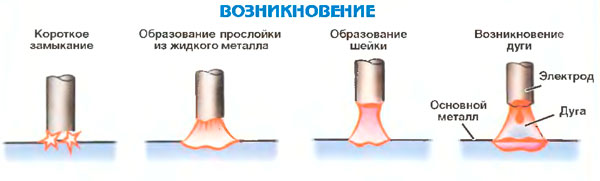 ВОЗНИКНОВЕНИЕ
Короткое
замыкание
Образование прослойки
из жидкого металла
Образование
шейки
Возникновение
дуги
Электрод
Основной
металл
Дуга